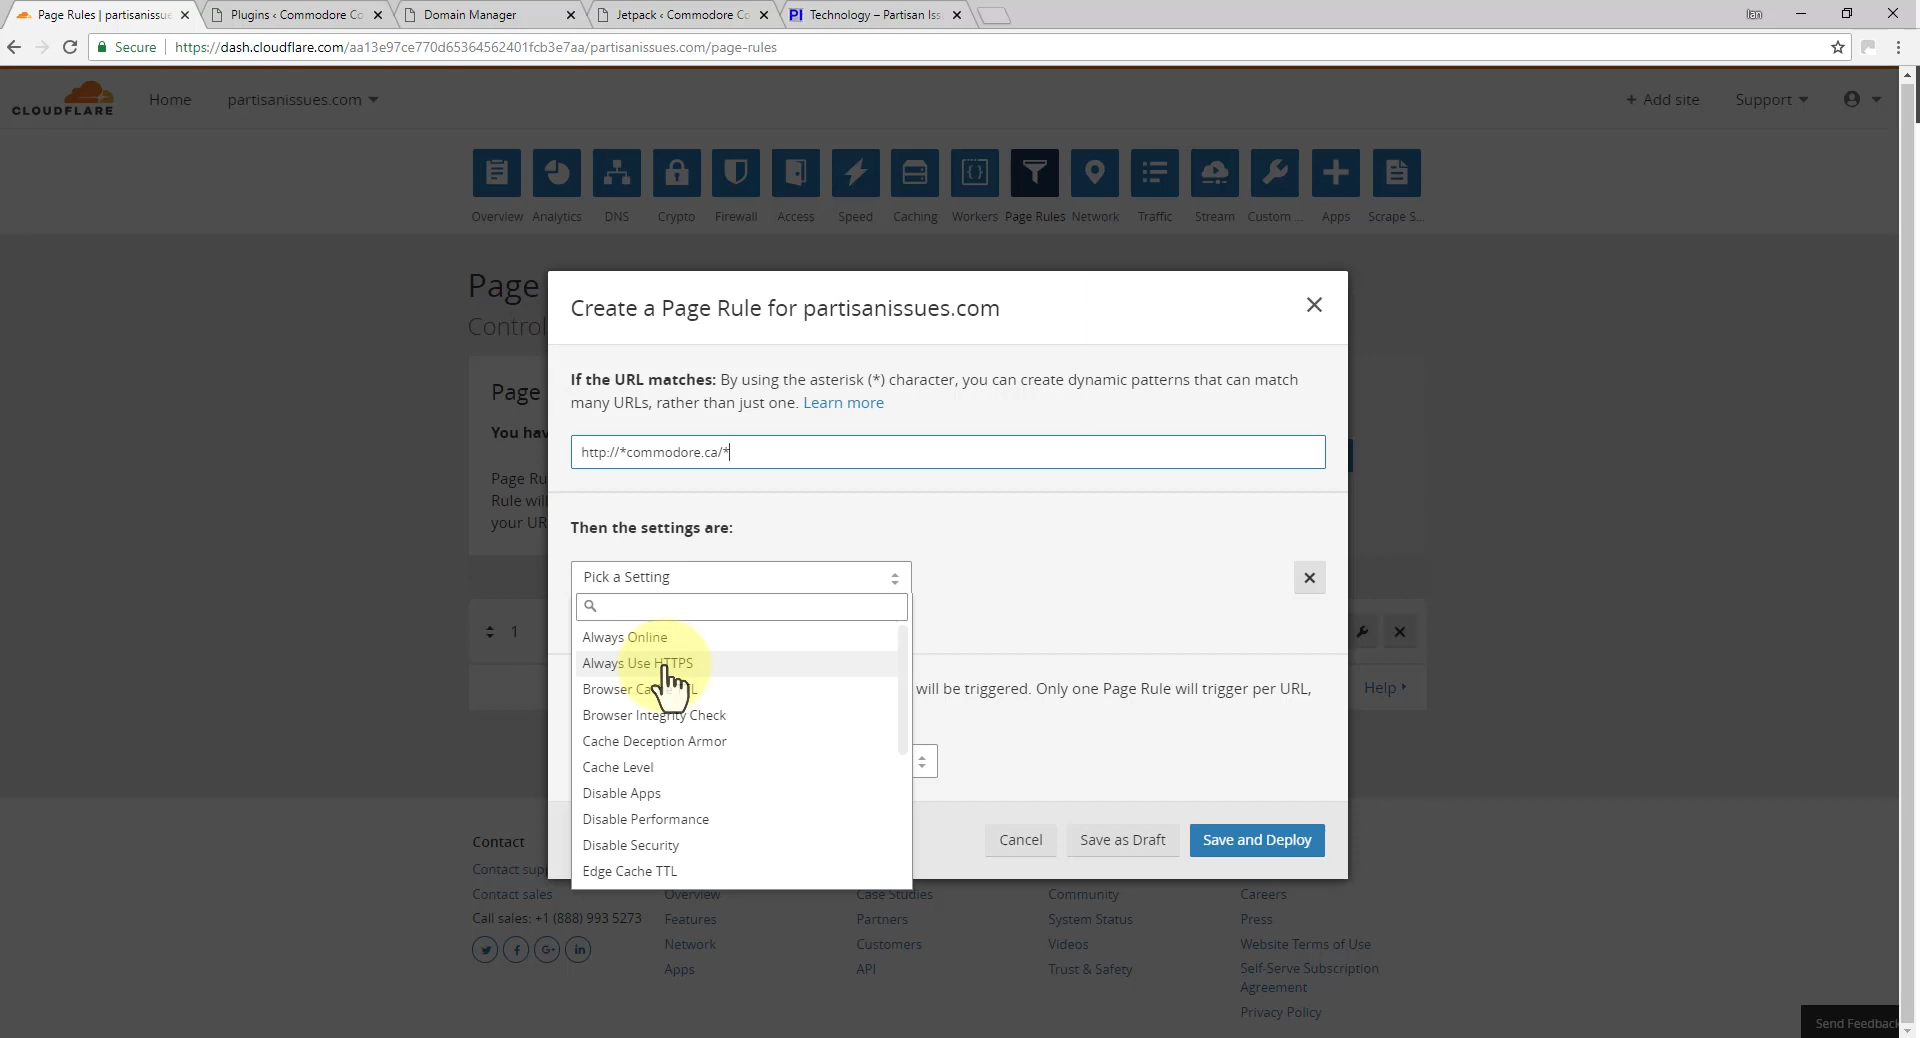 Page Rules | partisanissue
Plugins ‹ Commodore Co
Domain Manager
Jetpack ‹ Commodore Co
PI Technology – Partisan Iss
Ian
Secure
https://dash.cloudflare.com/aa13e97ce770d65364562401fcb3e7aa/partisanissues.com/page-rules
CLOUDFLARE
Home
partisanissues.com
+ Add site
Support
Overview
Analytics
DNS
Crypto
Firewall
Access
Speed
Caching
Workers
Page Rules
Network
Traffic
Stream
Custom ...
Apps
Scrape S...
Page
Control
Page
You hav
Page Ru
Rule will
your UR
1
Help
Create a Page Rule for partisanissues.com
If the URL matches: By using the asterisk (*) character, you can create dynamic patterns that can match
many URLs, rather than just one. Learn more
http://*commodore.ca/*
Then the settings are:
Pick a Setting
Always Online
Always Use HTTPS
Browser Ca
Browser Integrity Check
Cache Deception Armor
Cache Level
Disable Apps
Disable Performance
Disable Security
Edge Cache TTL
will be triggered. Only one Page Rule will trigger per URL,
Cancel
Save as Draft
Save and Deploy
Contact
Contact supp
Contact sales
Call sales: +1 (888) 993 5273
Overview
Features
Network
Apps
Case Studies
Partners
Customers
API
Community
System Status
Videos
Trust & Safety
Careers
Press
Website Terms of Use
Self-Serve Subscription
Agreement
Privacy Policy
Send Feedback